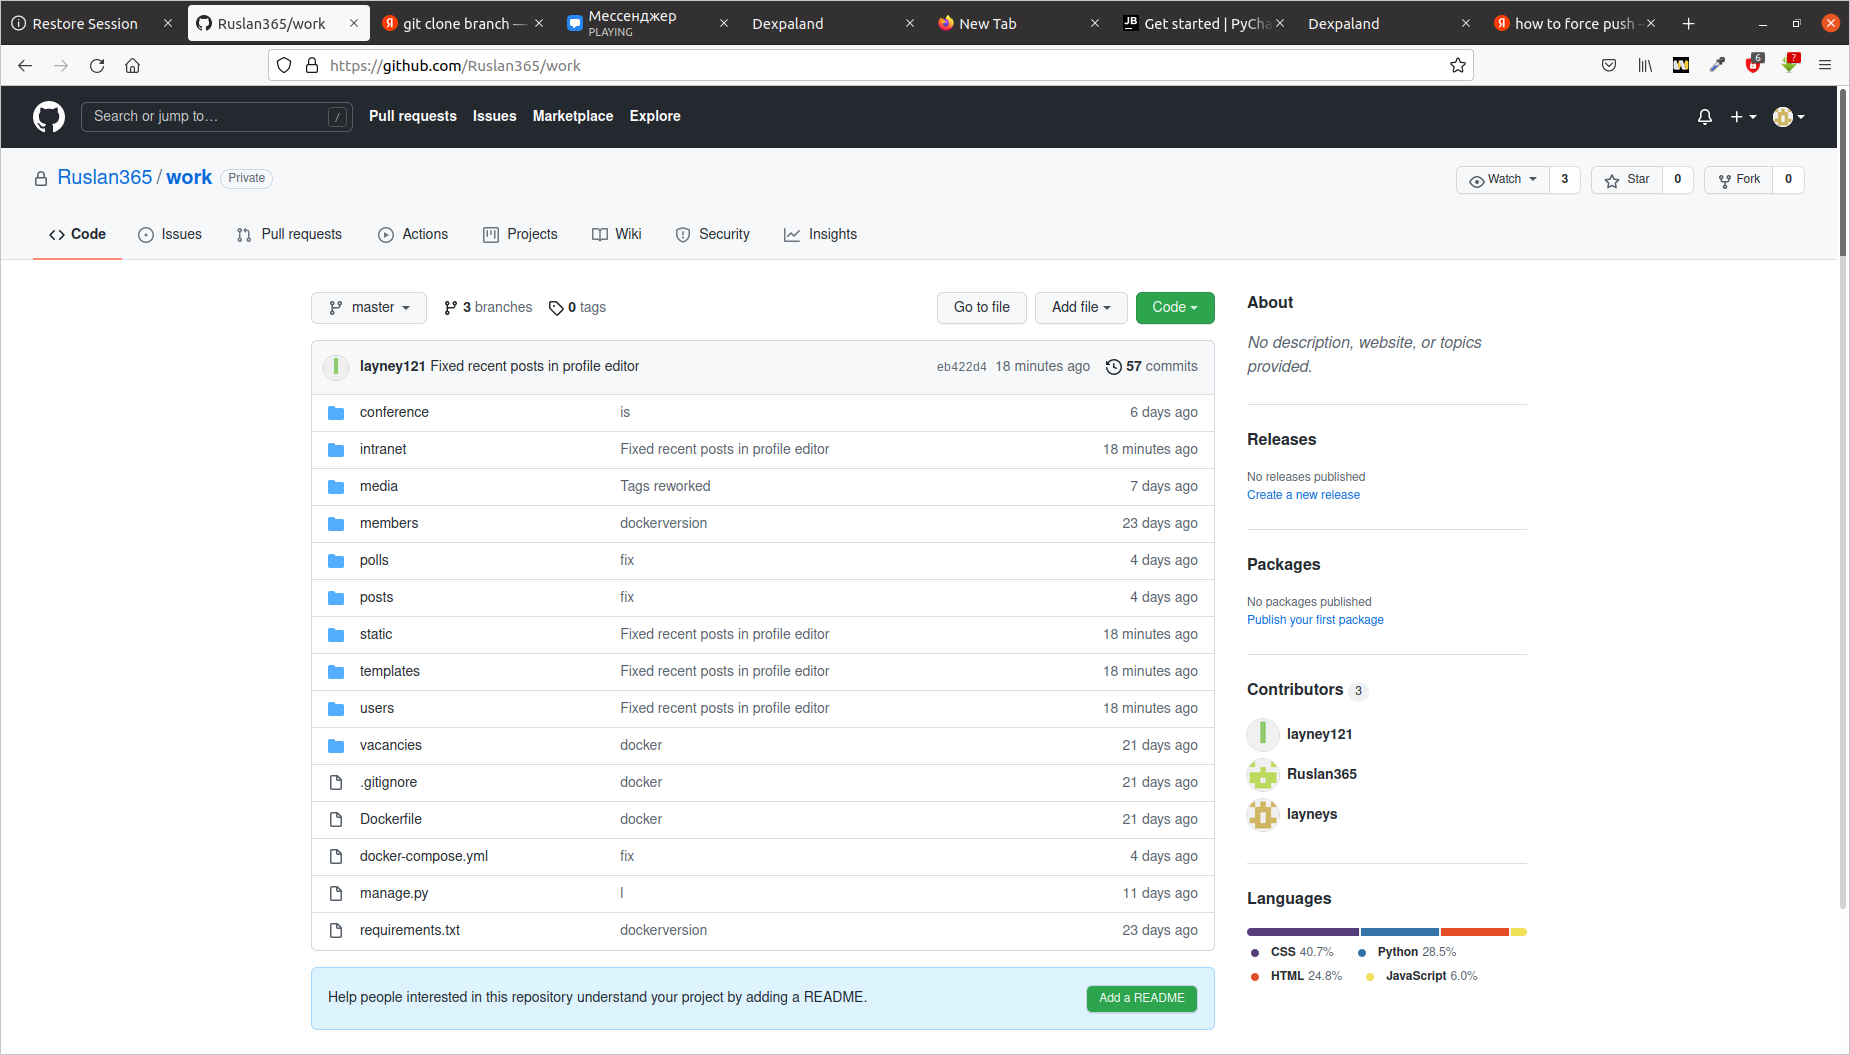 Restore Session
Ruslan365/work
git clone branch —
Мессенджер
PLAYING
Dexpaland
New Tab
JB Get started | PyCha
Dexpaland
how to force push -
https://github.com/Ruslan365/work
6
?
Search or jump to… /
Pull requests Issues Marketplace Explore
Ruslan365 / work Private
Watch 3 Star 0 Fork 0
Code Issues Pull requests Actions Projects Wiki Security Insights
master 3 branches 0 tags Go to file Add file Code
layney121 Fixed recent posts in profile editor eb422d4 18 minutes ago 57 commits
conference is 6 days ago
intranet Fixed recent posts in profile editor 18 minutes ago
media Tags reworked 7 days ago
members dockerversion 23 days ago
polls fix 4 days ago
posts fix 4 days ago
static Fixed recent posts in profile editor 18 minutes ago
templates Fixed recent posts in profile editor 18 minutes ago
users Fixed recent posts in profile editor 18 minutes ago
vacancies docker 21 days ago
.gitignore docker 21 days ago
Dockerfile docker 21 days ago
docker-compose.yml fix 4 days ago
manage.py l 11 days ago
requirements.txt dockerversion 23 days ago
Help people interested in this repository understand your project by adding a README. Add a README
About
No description, website, or topics
provided.
Releases
No releases published
Create a new release
Packages
No packages published
Publish your first package
Contributors 3
layney121
Ruslan365
layneys
Languages
CSS 40.7% Python 28.5%
HTML 24.8% JavaScript 6.0%